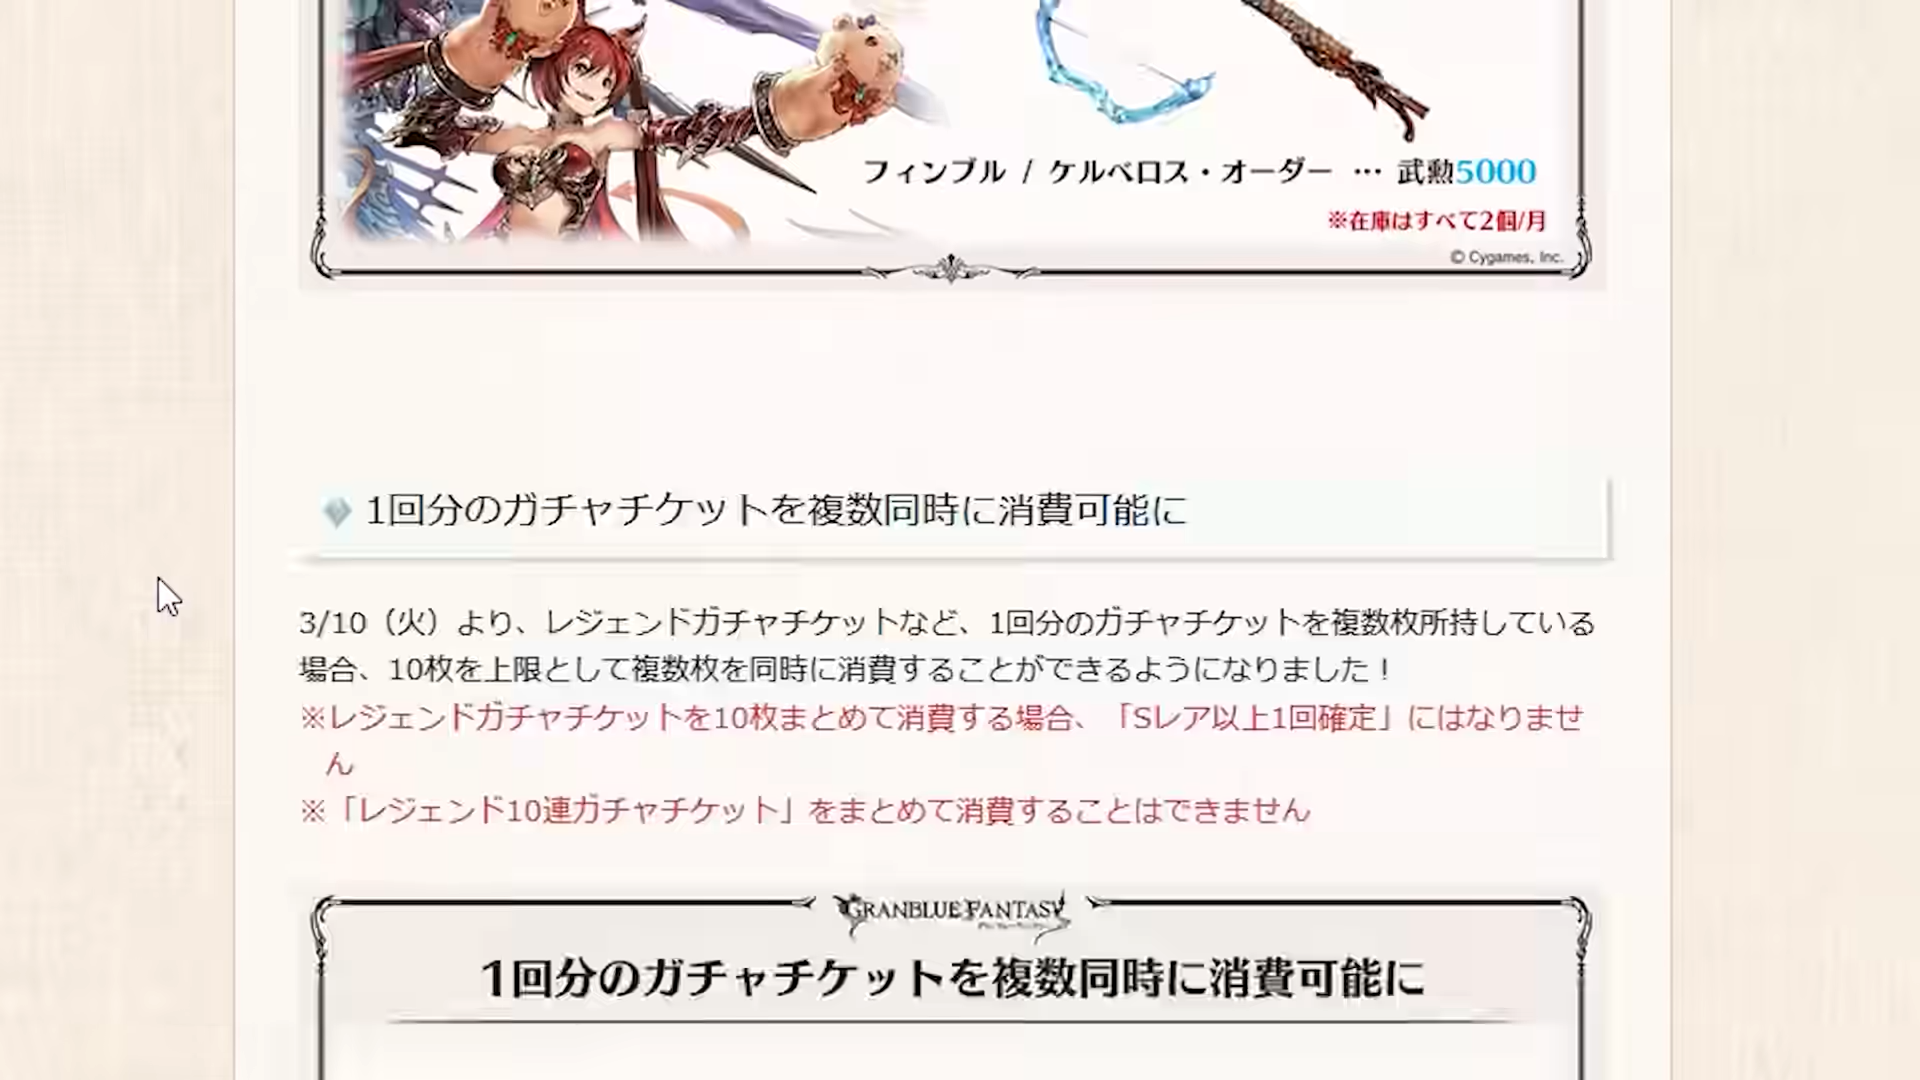 フィンブル / ケルベロス・オーダー … 武勲5000
※在庫はすべて2個/月
© Cygames, Inc.
1回分のガチャチケットを複数同時に消費可能に
3/10（火）より、レジェンドガチャチケットなど、1回分のガチャチケットを複数枚所持している
場合、10枚を上限として複数枚を同時に消費することができるようになりました！
※レジェンドガチャチケットを10枚まとめて消費する場合、「Sレア以上1回確定」にはなりませ
ん
※「レジェンド10連ガチャチケット」をまとめて消費することはできません
GRANBLUE FANTASY
1回分のガチャチケットを複数同時に消費可能に